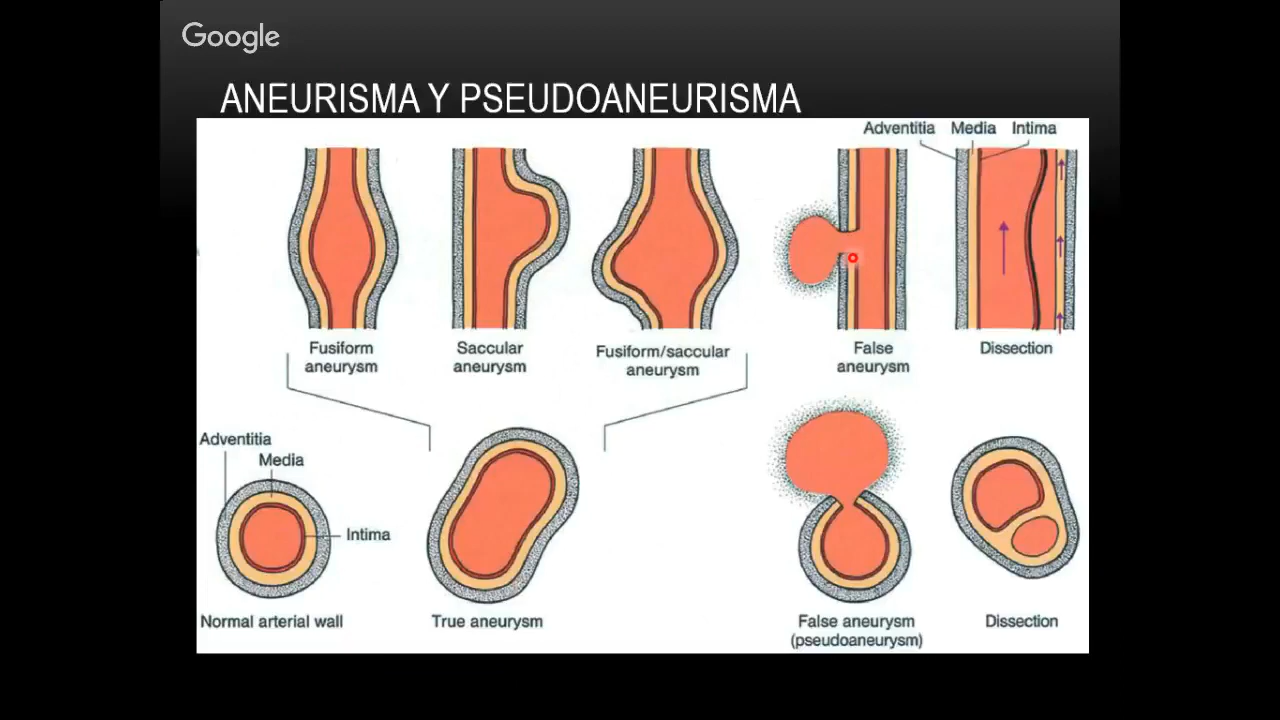 Google
ANEURISMA Y PSEUDOANEURISMA
Adventitia Media Intima
Fusiform
aneurysm
Saccular
aneurysm
Fusiform/saccular
aneurysm
False
aneurysm
Dissection
Adventitia
Media
Intima
Normal arterial wall
True aneurysm
False aneurysm
(pseudoaneurysm)
Dissection